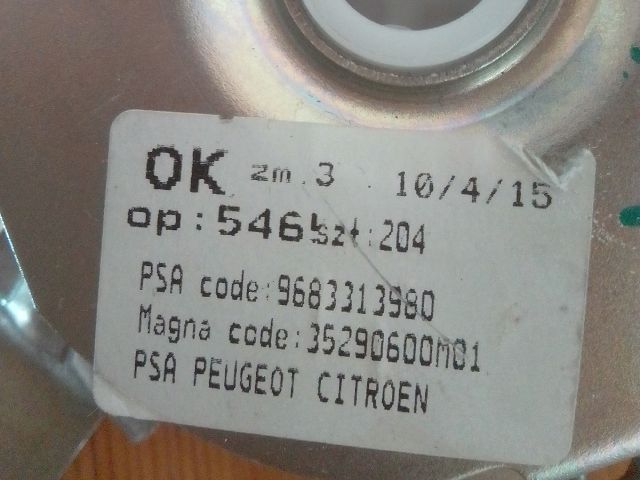 OK zm.3 10/4/15
op:546 szt:204
PSA code:9683313980
Magna code:35290600M01
PSA PEUGEOT CITROEN